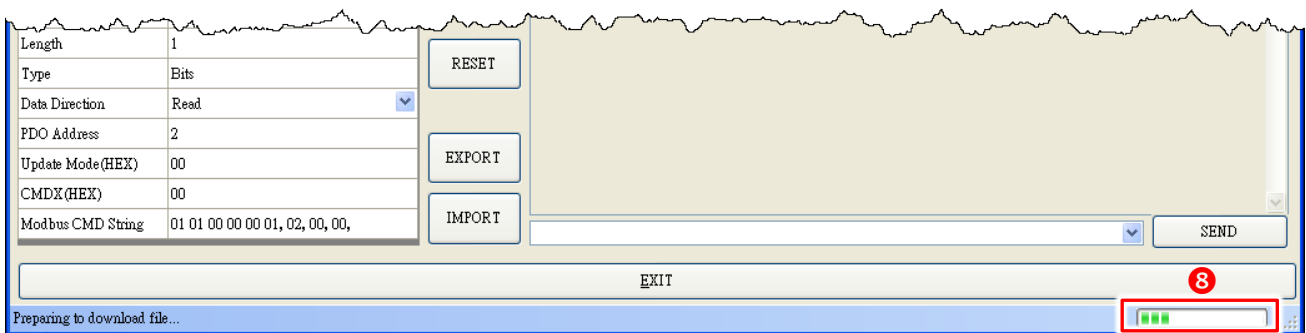 Length 1
Type Bits
Data Direction Read
PDO Address 2
Update Mode(HEX) 00
CMDX(HEX) 00
Modbus CMD String 01 01 00 00 00 01, 02, 00, 00,
RESET
EXPORT
IMPORT
SEND
EXIT
8
Preparing to download file...